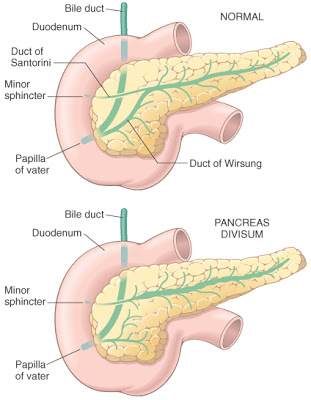 Bile duct
NORMAL
Duodenum
Duct of
Santorini
Minor
sphincter
Papilla
of vater
Duct of Wirsung
Bile duct
PANCREAS
DIVISUM
Duodenum
Minor
sphincter
Papilla
of vater